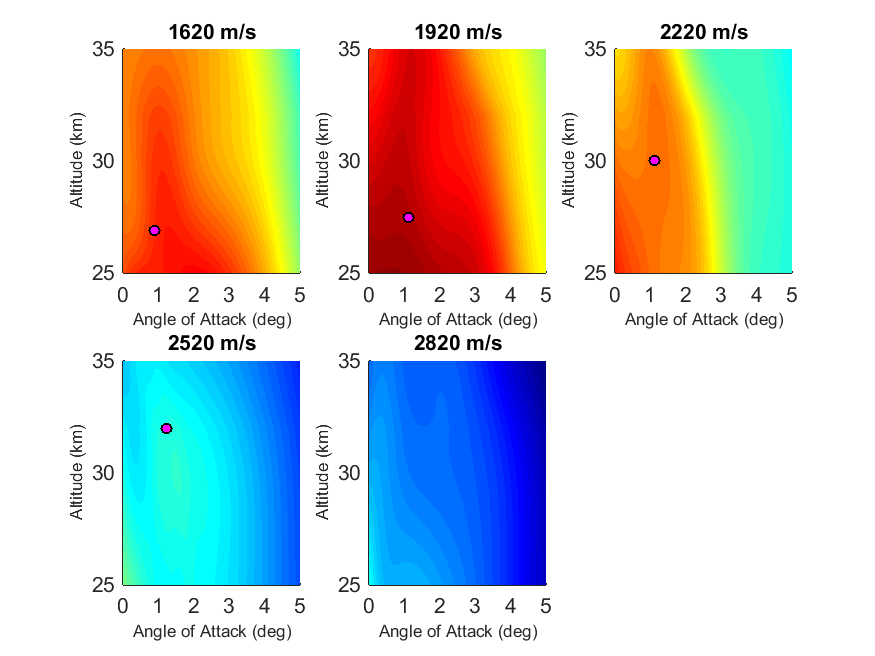 1620 m/s
1920 m/s
2220 m/s
35
30
25
Altitude (km)
0 1 2 3 4 5
Angle of Attack (deg)
35
30
25
Altitude (km)
0 1 2 3 4 5
Angle of Attack (deg)
35
30
25
Altitude (km)
0 1 2 3 4 5
Angle of Attack (deg)
2520 m/s
2820 m/s
35
30
25
Altitude (km)
0 1 2 3 4 5
Angle of Attack (deg)
35
30
25
Altitude (km)
0 1 2 3 4 5
Angle of Attack (deg)